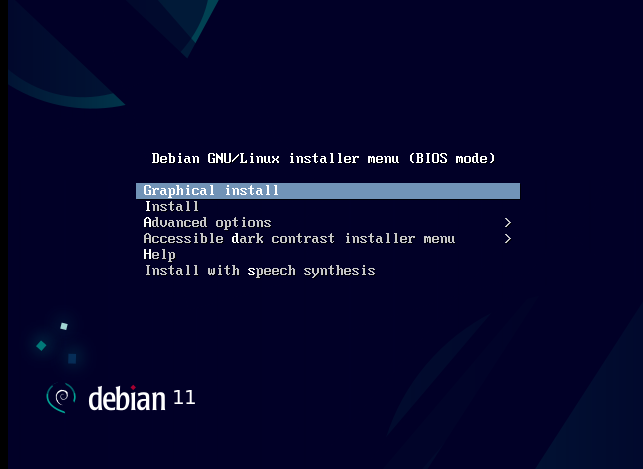 Debian GNU/Linux installer menu (BIOS mode)
Graphical install
Install
Advanced options >
Accessible dark contrast installer menu >
Help
Install with speech synthesis
debian 11